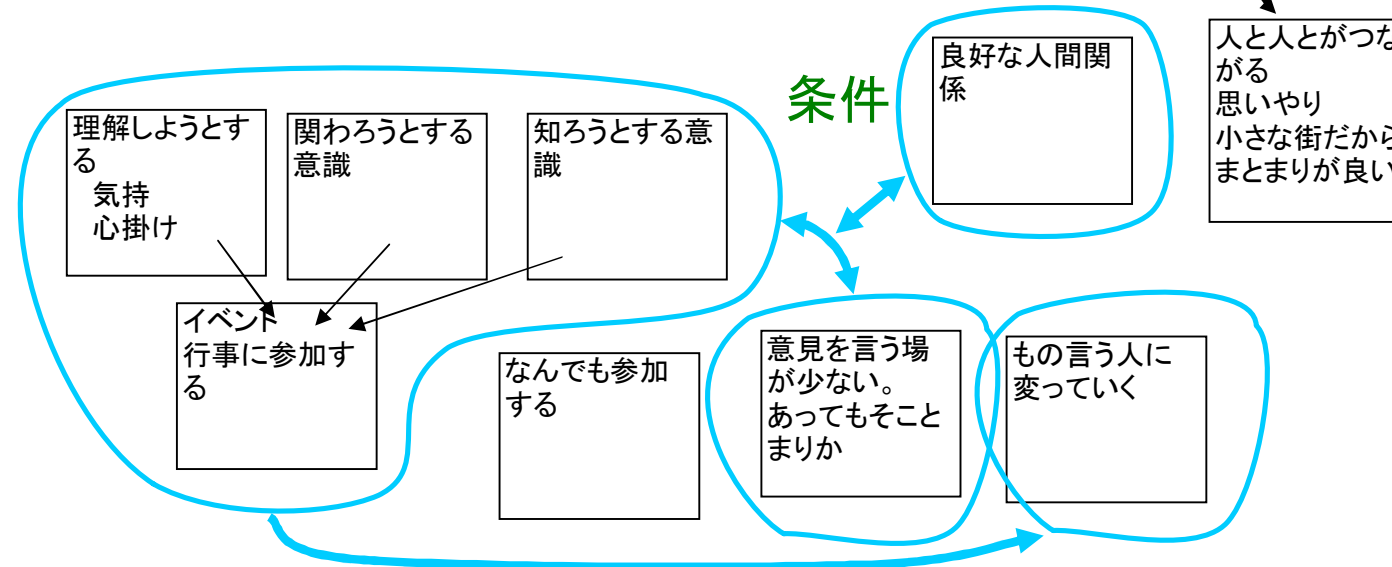 条件
良好な人間関
係
人と人とがつな
がる
思いやり
小さな街だから
まとまりが良い
理解しようとす
る
気持
心掛け
関わろうとする
意識
知ろうとする意
識
イベント
行事に参加す
る
なんでも参加
する
意見を言う場
が少ない。
あってもそこと
まりか
もの言う人に
変っていく